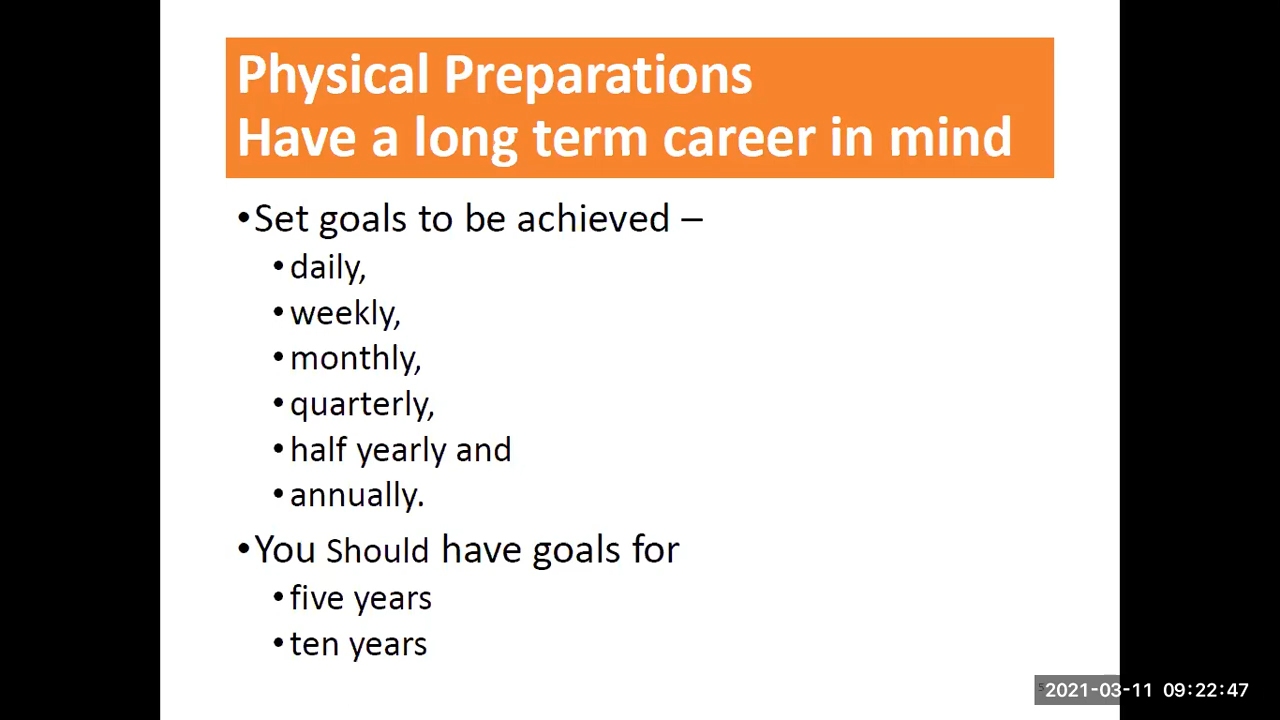 Physical Preparations
Have a long term career in mind
•Set goals to be achieved –
•daily,
•weekly,
•monthly,
•quarterly,
•half yearly and
•annually.
•You Should have goals for
•five years
•ten years
2021-03-11 09:22:47